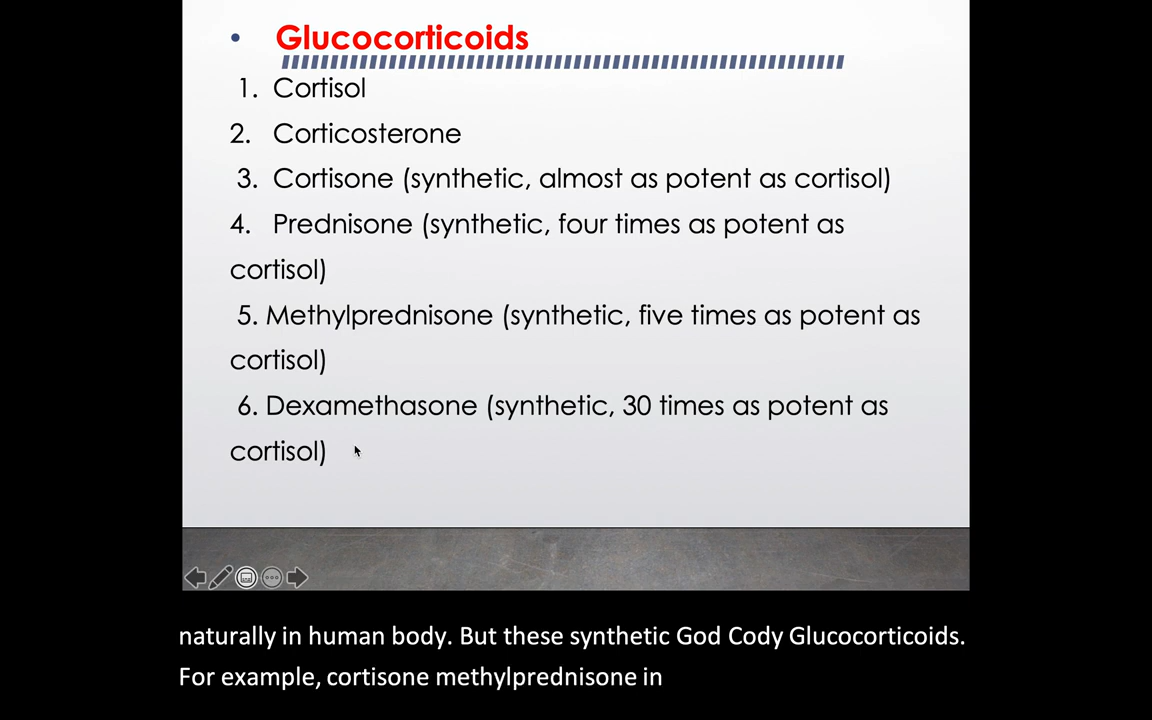 • Glucocorticoids
1. Cortisol
2. Corticosterone
3. Cortisone (synthetic, almost as potent as cortisol)
4. Prednisone (synthetic, four times as potent as
cortisol)
5. Methylprednisone (synthetic, five times as potent as
cortisol)
6. Dexamethasone (synthetic, 30 times as potent as
cortisol)
naturally in human body. But these synthetic God Cody Glucocorticoids.
For example, cortisone methylprednisone in